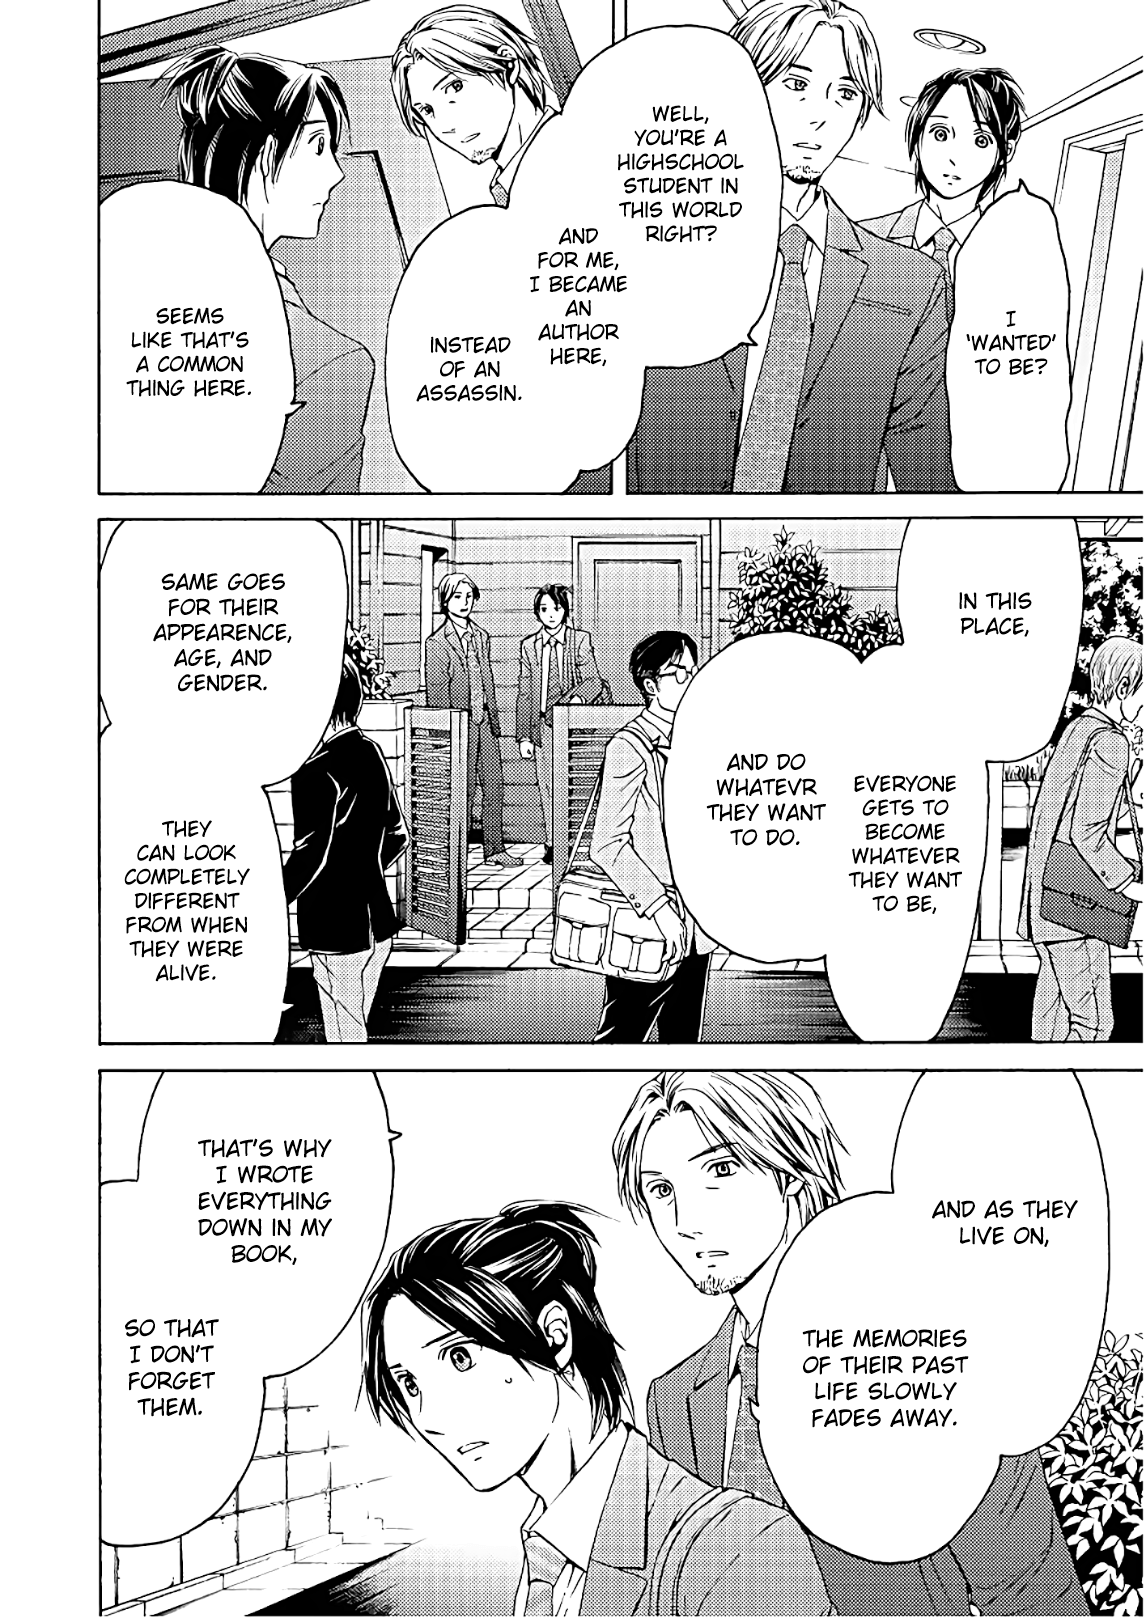 I
'WANTED'
TO BE?
WELL,
YOU'RE A
HIGHSCHOOL
STUDENT IN
THIS WORLD
RIGHT?
AND
FOR ME,
I BECAME
AN
AUTHOR
HERE,
INSTEAD
OF AN
ASSASSIN.
SEEMS
LIKE THAT'S
A COMMON
THING HERE.
IN THIS
PLACE,
EVERYONE
GETS TO
BECOME
WHATEVER
THEY WANT
TO BE,
AND DO
WHATEVR
THEY WANT
TO DO.
SAME GOES
FOR THEIR
APPEARENCE,
AGE, AND
GENDER.
THEY
CAN LOOK
COMPLETELY
DIFFERENT
FROM WHEN
THEY WERE
ALIVE.
AND AS THEY
LIVE ON,
THE MEMORIES
OF THEIR PAST
LIFE SLOWLY
FADES AWAY.
THAT'S WHY
I WROTE
EVERYTHING
DOWN IN MY
BOOK,
SO THAT
I DON'T
FORGET
THEM.